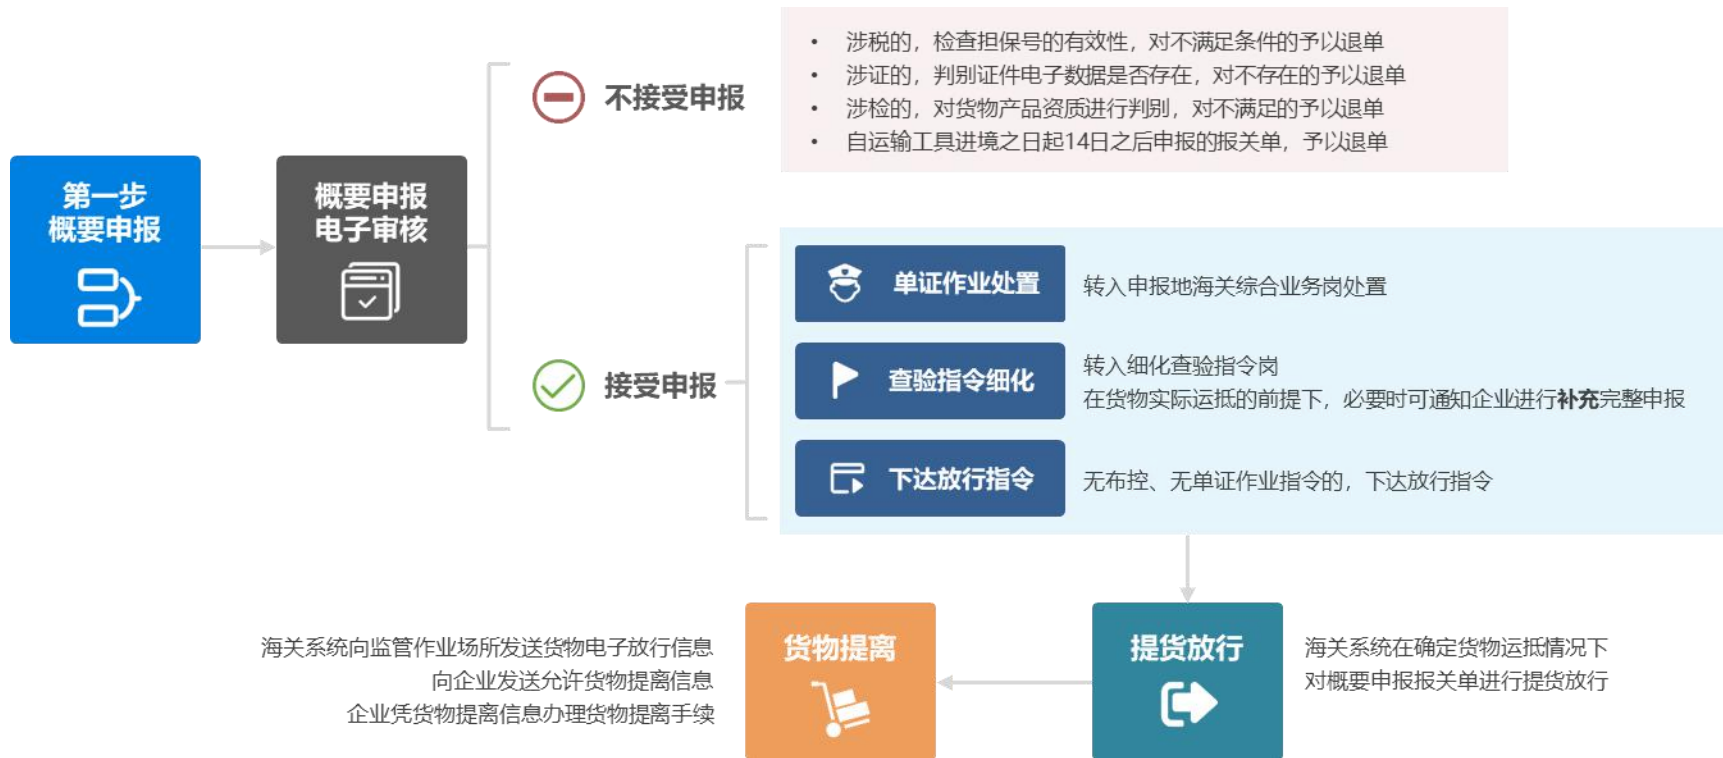 第一步
概要申报
概要申报
电子审核
不接受申报
• 涉税的，检查担保号的有效性，对不满足条件的予以退单
• 涉证的，判别证件电子数据是否存在，对不存在的予以退单
• 涉检的，对货物产品资质进行判别，对不满足的予以退单
• 自运输工具进境之日起14日之后申报的报关单，予以退单
接受申报
单证作业处置
转入申报地海关综合业务岗处置
查验指令细化
转入细化查验指令岗
在货物实际运抵的前提下，必要时可通知企业进行补充完整申报
下达放行指令
无布控、无单证作业指令的，下达放行指令
提货放行
海关系统在确定货物运抵情况下
对概要申报报关单进行提货放行
货物提离
海关系统向监管作业场所发送货物电子放行信息
向企业发送允许货物提离信息
企业凭货物提离信息办理货物提离手续